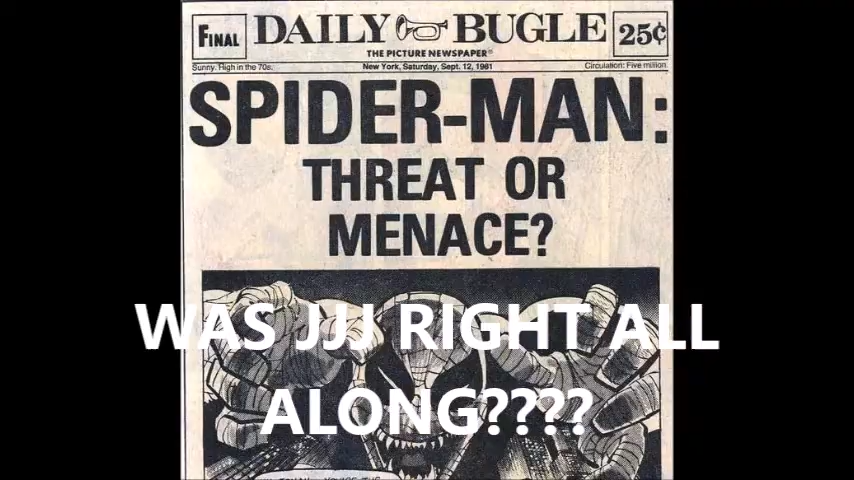 FINAL
DAILY BUGLE
25¢
THE PICTURE NEWSPAPER®
Sunny. High in the 70s.
New York, Saturday, Sept. 12, 1981
Circulation: Five million
SPIDER-MAN:
THREAT OR
MENACE?
WAS JJJ RIGHT ALL
ALONG????